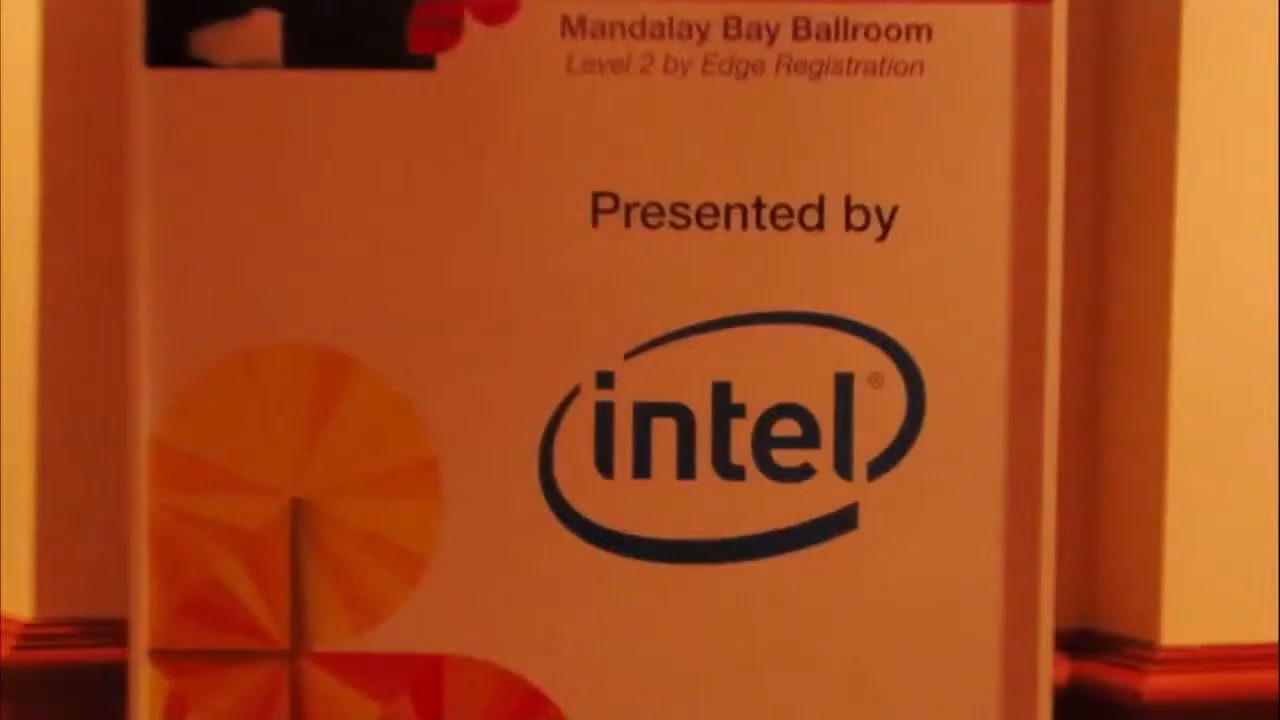 Mandalay Bay Ballroom
Level 2 by Edge Registration
Presented by
intel®